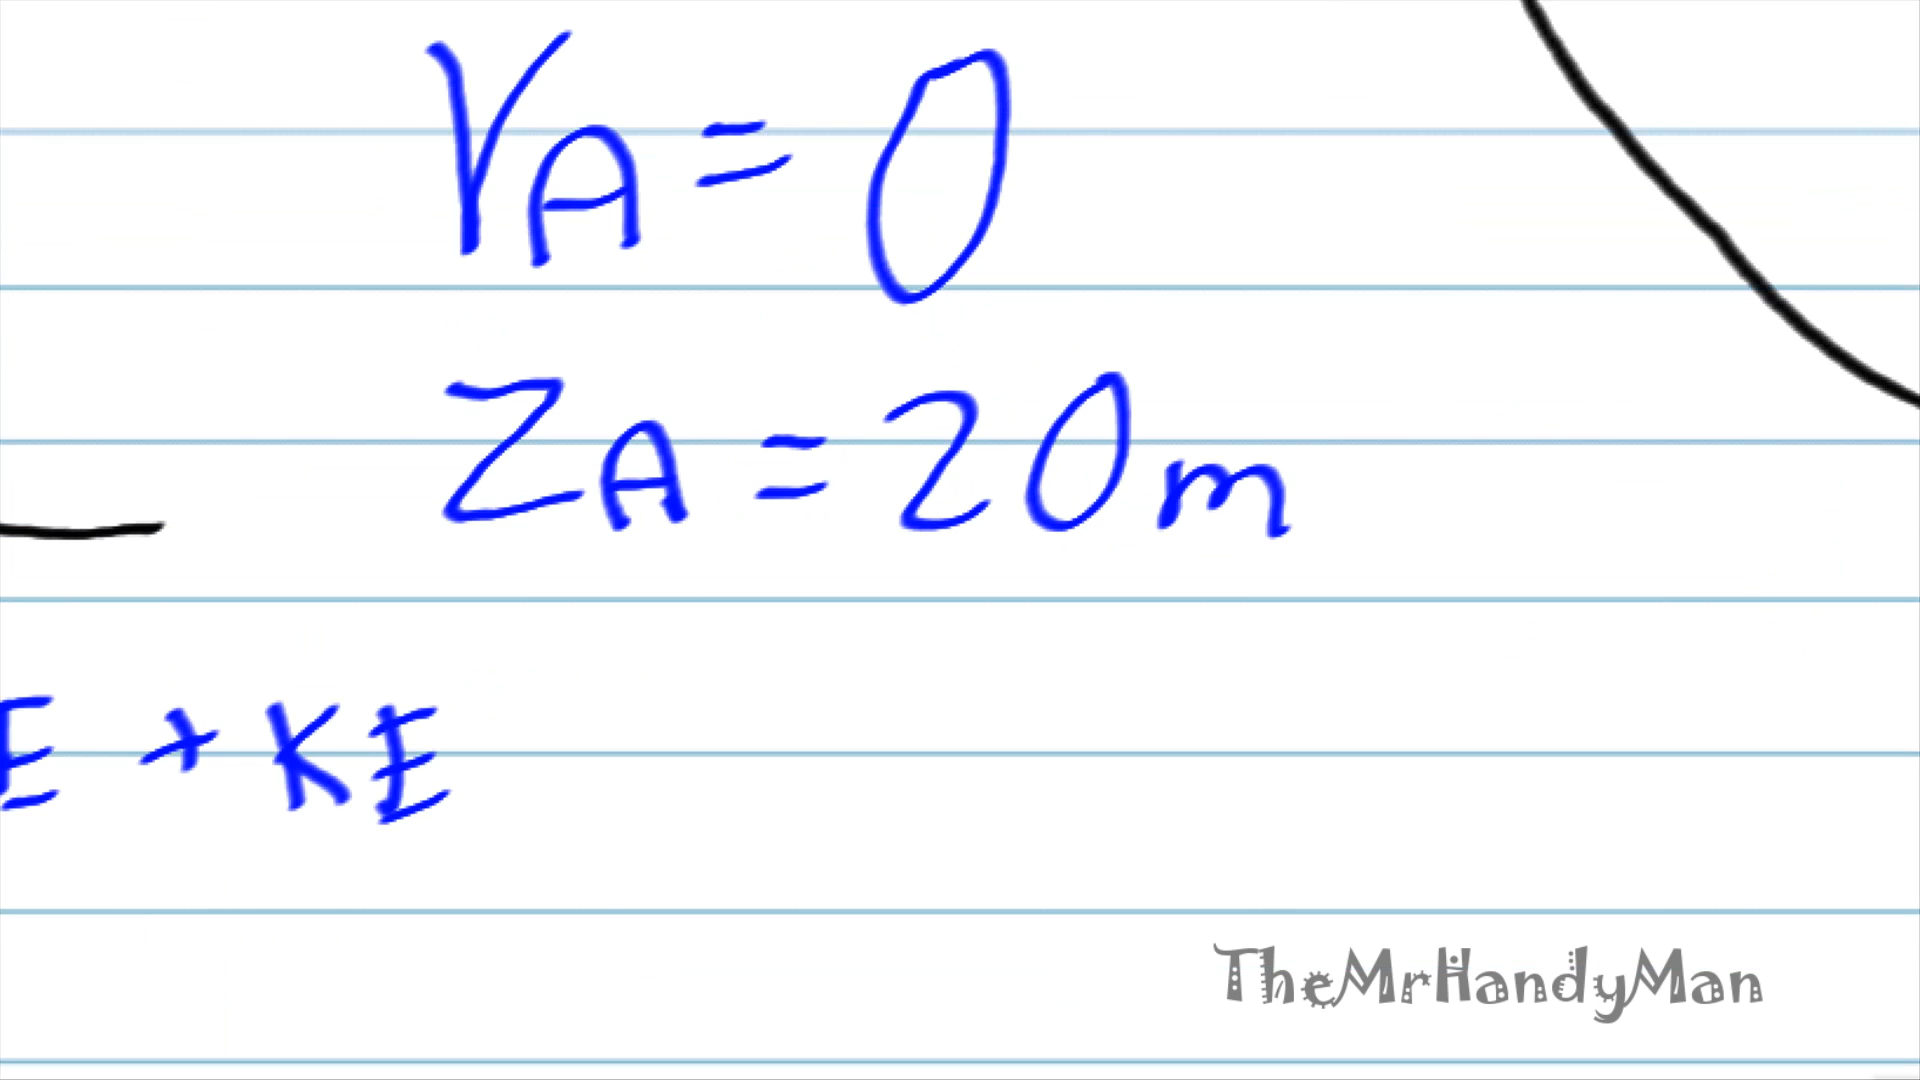 VA = 0
ZA = 20m
E + KE
TheMrHandyMan